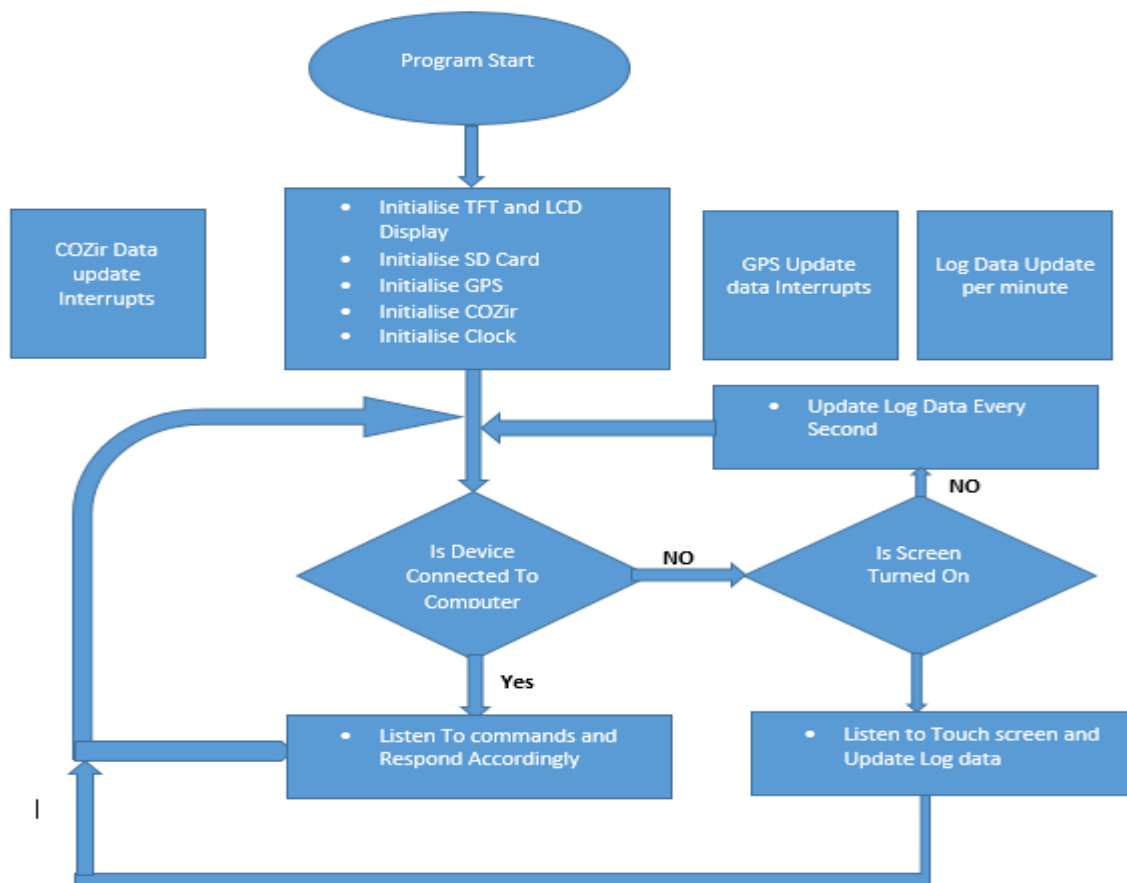 Program Start
• Initialise TFT and LCD
Display
• Initialise SD Card
• Initialise GPS
• Initialise COZir
• Initialise Clock
COZir Data
update
Interrupts
GPS Update
data Interrupts
Log Data Update
per minute
• Update Log Data Every
Second
NO
Is Device
Connected To
Computer
NO
Is Screen
Turned On
Yes
• Listen To commands and
Respond Accordingly
• Listen to Touch screen and
Update Log data